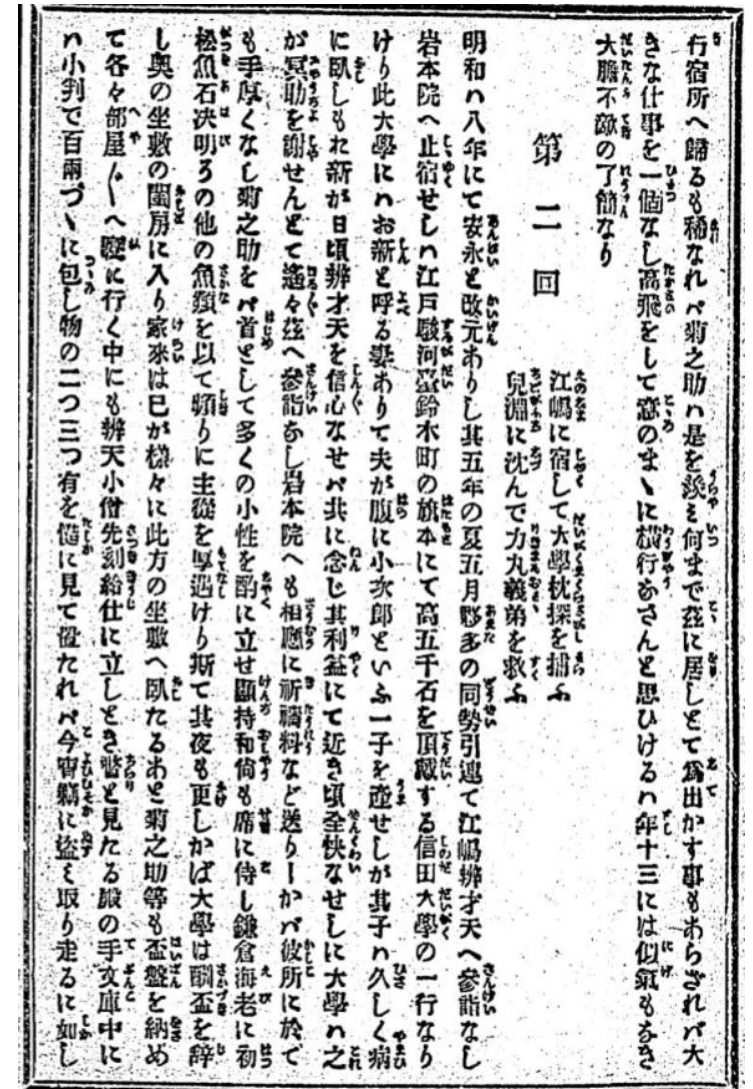 行宿所へ歸るも稀なれバ菊之助ハ是を羨み何まで茲に居しとて爲出かす事もあらざれバ大
きな仕事を一個なし高飛をして意のまゝに横行なさんと思ひけるハ年十三には似氣もなき
大膽不敵の了簡なり
第二回
江嶋に宿して大學枕探を捕ふ
兒淵に沈んで力丸義弟を救ふ
明和ハ八年にて安永と改元ありし其五年の夏五月夥多の同勢引連て江嶋辨才天へ參詣なし
岩本院へ止宿せしハ江戸駿河臺鈴木町の旗本にて高五千石を頂戴する信田大學の一行なり
けり此大學にハお新と呼る妻ありて夫が腹に小次郎といふ一子を產せしが其子ハ久しく病
に臥しもお新が日頃辨才天を信心なせバ共に念じ其利益にて近き頃全快なせしに大學ハ之
が冥助を謝せんとて遙々茲へ參詣なし岩本院へも相應に祈禱料など送りしかバ彼所に於て
も手厚くなし菊之助をバ首として多くの小性を酌に立せ顯持和尚も席に侍し鎌倉海老に初
松魚石决明ろの他の魚類を以て頻りに主從を厚遇けり斯て其夜も更しかば大學は酬盃を辞
し奥の坐敷の閨房に入り家來は巳が樣々に此方の坐敷へ臥たるあと菊之助等も盃盤を納め
て各々部屋〳〵へ寢に行く中にも辨天小僧先刻給仕に立しとき瞥と見たる殿の手文庫中に
ハ小判で百兩づゝに包し物の二つ三つ有を慥に見て置たれバ今宵竊に盜み取り走るに如し